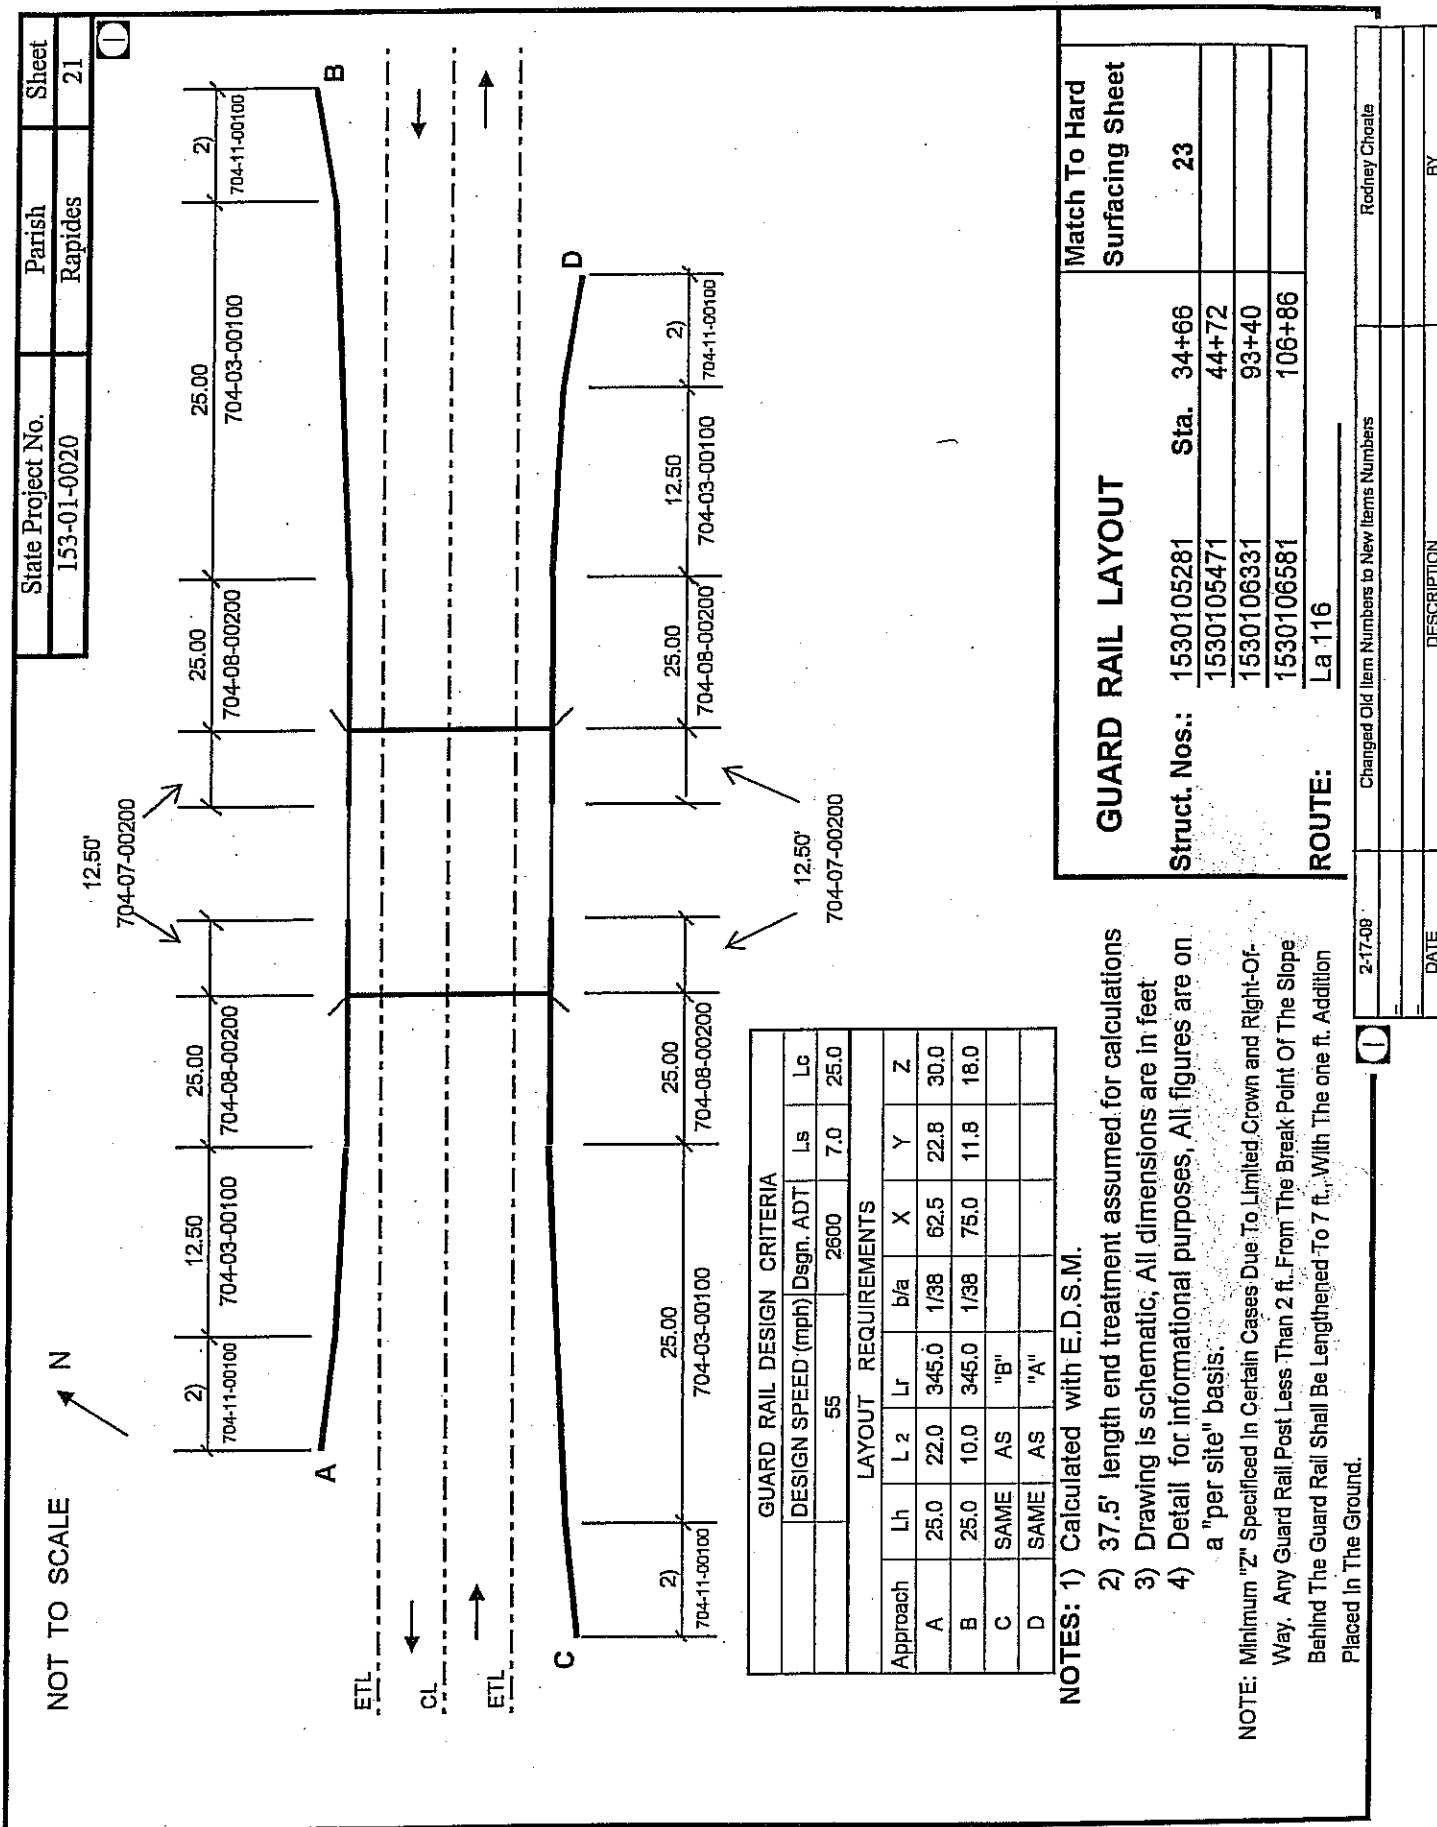 State Project No. Parish Sheet
153-01-0020 Rapides 21
NOT TO SCALE
N
12.50'
704-07-00200
2) 12.50 25.00 25.00 25.00 2)
704-11-00100 704-03-00100 704-08-00200 704-08-00200 704-03-00100 704-11-00100
A
B
ETL
CL
ETL
C
D
2) 25.00 25.00 25.00 12.50 2)
704-11-00100 704-03-00100 704-08-00200 704-08-00200 704-03-00100 704-11-00100
12.50'
704-07-00200
GUARD RAIL DESIGN CRITERIA
DESIGN SPEED (mph) Dsgn. ADT Ls Lc
55 2600 7.0 25.0
LAYOUT REQUIREMENTS
Approach Lh L 2 Lr b/a X Y Z
A 25.0 22.0 345.0 1/38 62.5 22.8 30.0
B 25.0 10.0 345.0 1/38 75.0 11.8 18.0
C SAME AS "B"
D SAME AS "A"
NOTES: 1) Calculated with E.D.S.M.
2) 37.5' length end treatment assumed for calculations
3) Drawing is schematic, All dimensions are in feet
4) Detail for informational purposes, All figures are on
a "per site" basis.
NOTE: Minimum "Z" Specificed In Certain Cases Due To Limited Crown and Right-Of-
Way. Any Guard Rail Post Less Than 2 ft. From The Break Point Of The Slope
Behind The Guard Rail Shall Be Lengthened To 7 ft., With The one ft. Addition
Placed In The Ground.
GUARD RAIL LAYOUT
Match To Hard
Surfacing Sheet
Struct. Nos.: 153010528​1 Sta. 34+66 23
1530105471 44+72
1530106331 93+40
1530106581 106+86
ROUTE: La 116
2-17-09 Changed Old Item Numbers to New Items Numbers Rodney Choate
DATE DESCRIPTION BY